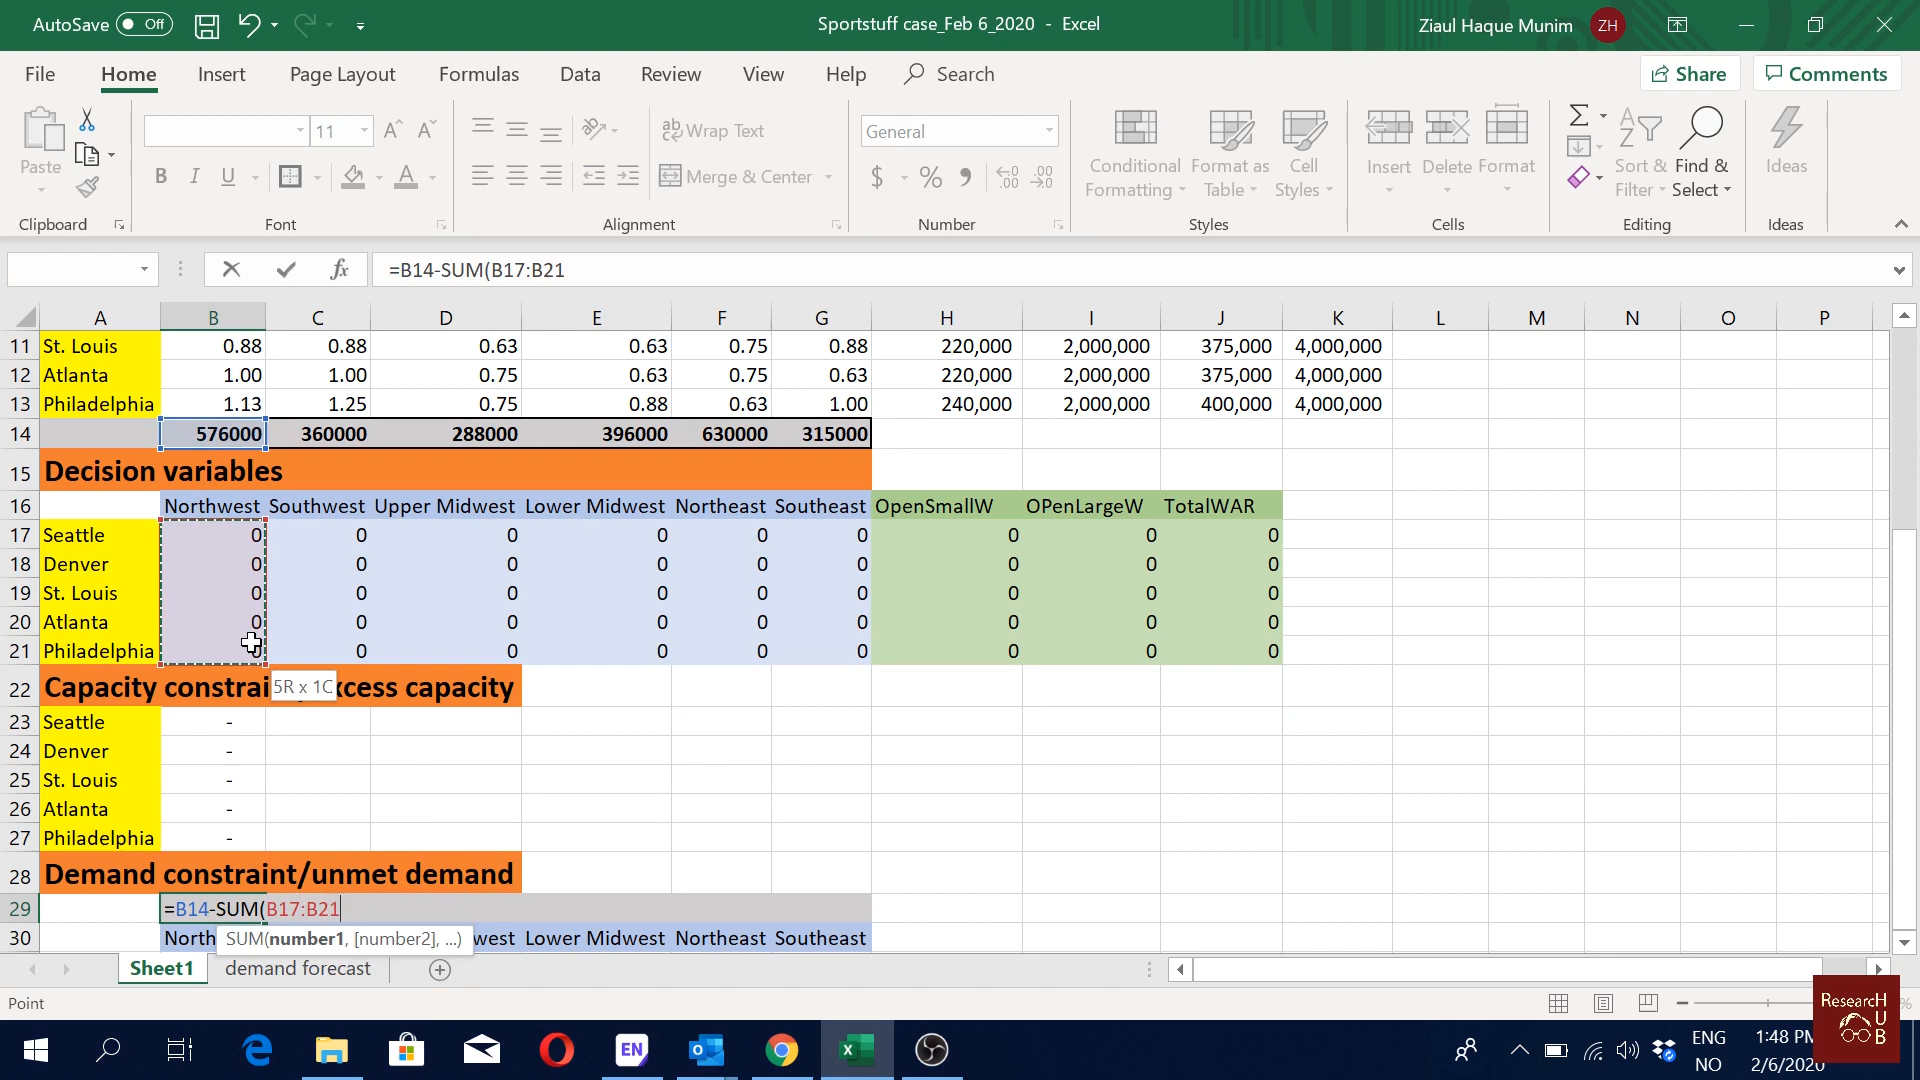 AutoSave Off
Sportstuff case_Feb 6_2020 - Excel
Ziaul Haque Munim ZH
File Home Insert Page Layout Formulas Data Review View Help Search Share Comments
Paste
11
Wrap Text
Merge & Center
General
Conditional Formatting
Format as Table
Cell Styles
Insert Delete Format
Sort & Filter
Find & Select
Ideas
Clipboard Font Alignment Number Styles Cells Editing Ideas
=B14-SUM(B17:B21
A B C D E F G H I J K L M N O P
11 St. Louis 0.88 0.88 0.63 0.63 0.75 0.88 220,000 2,000,000 375,000 4,000,000
12 Atlanta 1.00 1.00 0.75 0.63 0.75 0.63 220,000 2,000,000 375,000 4,000,000
13 Philadelphia 1.13 1.25 0.75 0.88 0.63 1.00 240,000 2,000,000 400,000 4,000,000
14 576000 360000 288000 396000 630000 315000
15 Decision variables
16 Northwest Southwest Upper Midwest Lower Midwest Northeast Southeast OpenSmallW OPenLargeW TotalWAR
17 Seattle 0 0 0 0 0 0 0 0 0
18 Denver 0 0 0 0 0 0 0 0 0
19 St. Louis 0 0 0 0 0 0 0 0 0
20 Atlanta 0 0 0 0 0 0 0 0 0
21 Philadelphia 0 0 0 0 0 0 0 0 0
22 Capacity constrai xcess capacity
5R x 1C
23 Seattle -
24 Denver -
25 St. Louis -
26 Atlanta -
27 Philadelphia -
28 Demand constraint/unmet demand
29 =B14-SUM(B17:B21
30 North west Lower Midwest Northeast Southeast
SUM(number1, [number2], ...)
Sheet1 demand forecast
Point
%
ResearcH
U
B
EN
ENG
NO
1:48 PM
2/6/2020